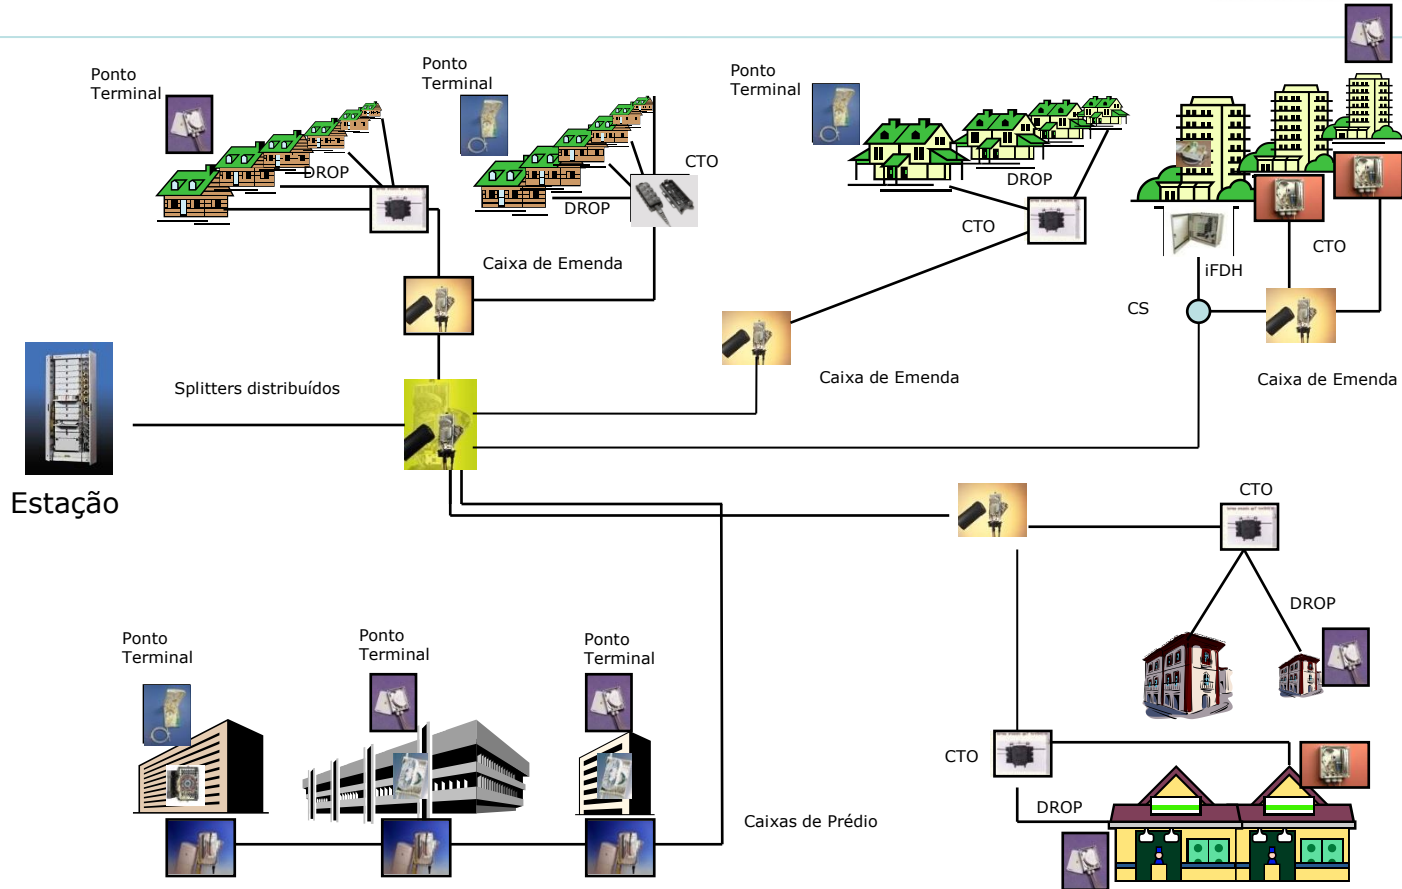 Ponto
Terminal
Ponto
Terminal
Ponto
Terminal
DROP
CTO
DROP
DROP
CTO
CTO
iFDH
Caixa de Emenda
CS
Splitters distribuídos
Caixa de Emenda
Caixa de Emenda
Estação
CTO
DROP
Ponto
Terminal
Ponto
Terminal
Ponto
Terminal
CTO
DROP
Caixas de Prédio